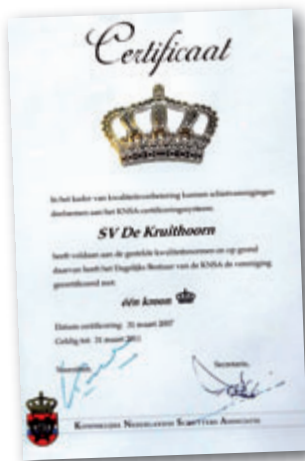 Certificaat
In het kader van kwaliteitsverbetering kunnen schietverenigingen
deelnemen aan het KNSA-certificeringssysteem.
SV De Kruithoorn
heeft voldaan aan de gestelde kwaliteitsnormen en op grond
daarvan heeft het Dagelijks Bestuur van de KNSA de vereniging
gecertificeerd met:
één kroon
Datum certificering: 31 maart 2007
Geldig tot: 31 maart 2011
Voorzitter, Secretaris,
Koninklijke Nederlandse Schutters Associatie